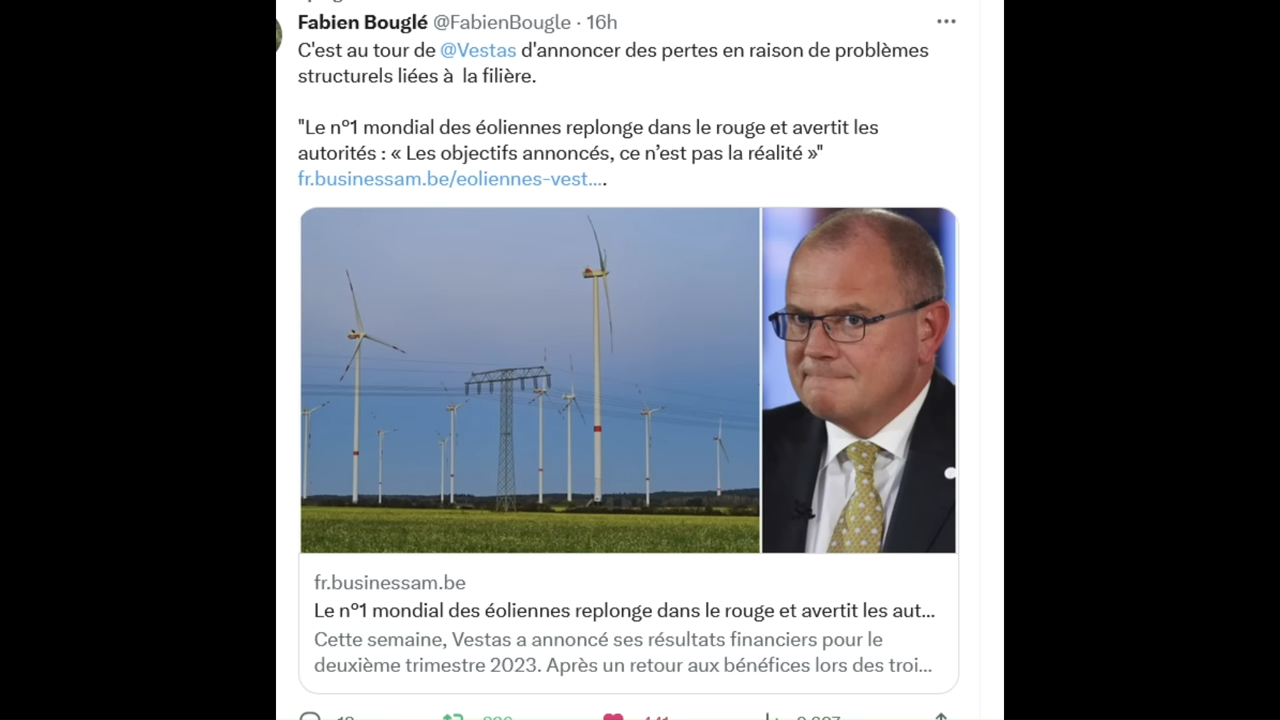 Fabien Bouglé @FabienBougle · 16h
C'est au tour de @Vestas d'annoncer des pertes en raison de problèmes
structurels liées à  la filière.
"Le n°1 mondial des éoliennes replonge dans le rouge et avertit les
autorités : « Les objectifs annoncés, ce n’est pas la réalité »"
fr.businessam.be/eoliennes-vest….
fr.businessam.be
Le n°1 mondial des éoliennes replonge dans le rouge et avertit les aut...
Cette semaine, Vestas a annoncé ses résultats financiers pour le
deuxième trimestre 2023. Après un retour aux bénéfices lors des troi...